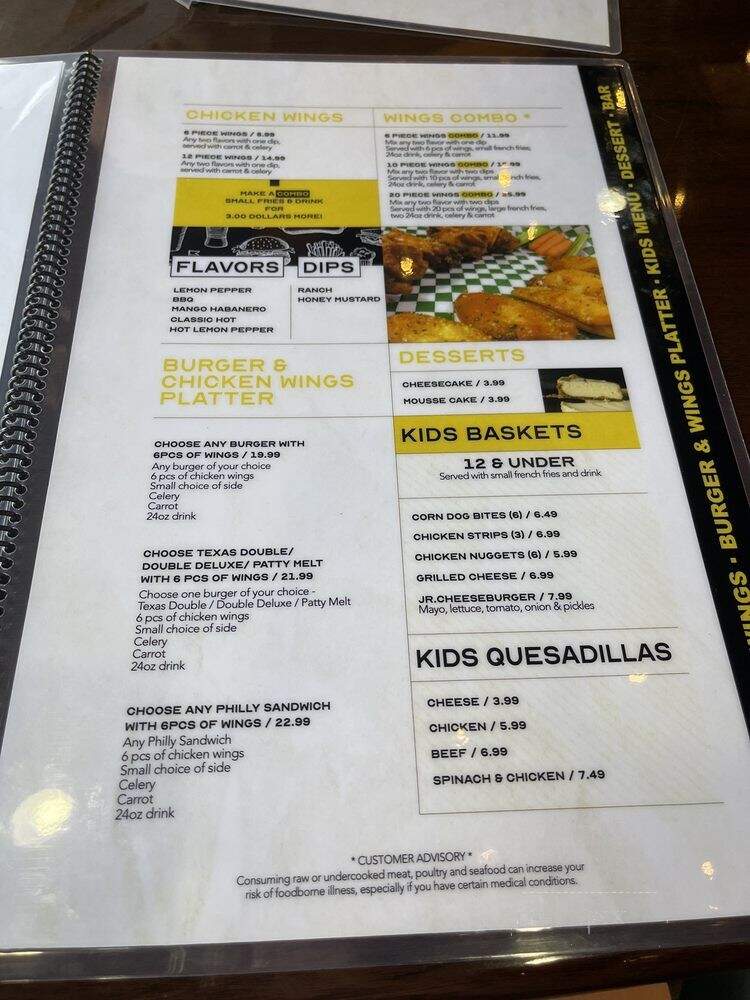 CHICKEN WINGS
6 PIECE WINGS / 8.99
Any two flavors with one dip,
served with carrot & celery
12 PIECE WINGS / 14.99
Any two flavors with one dip,
served with carrot & celery
MAKE A COMBO
SMALL FRIES & DRINK
FOR
3.00 DOLLARS MORE!
FLAVORS
LEMON PEPPER
BBQ
MANGO HABANERO
CLASSIC HOT
HOT LEMON PEPPER
DIPS
RANCH
HONEY MUSTARD
BURGER &
CHICKEN WINGS
PLATTER
CHOOSE ANY BURGER WITH
6PCS OF WINGS / 19.99
Any burger of your choice
6 pcs of chicken wings
Small choice of side
Celery
Carrot
24oz drink
CHOOSE TEXAS DOUBLE/
DOUBLE DELUXE/ PATTY MELT
WITH 6 PCS OF WINGS / 21.99
Choose one burger of your choice -
Texas Double / Double Deluxe / Patty Melt
6 pcs of chicken wings
Small choice of side
Celery
Carrot
24oz drink
CHOOSE ANY PHILLY SANDWICH
WITH 6PCS OF WINGS / 22.99
Any Philly Sandwich
6 pcs of chicken wings
Small choice of side
Celery
Carrot
24oz drink
WINGS COMBO *
6 PIECE WINGS COMBO / 11.99
Mix any two flavor with one dip
Served with 6 pcs of wings, small french fries,
24oz drink, celery & carrot
10 PIECE WINGS COMBO /
Mix any two flavor with two dips
Served with 10 pcs of wings, small french fries,
24oz drink, celery & carrot
20 PIECE WINGS COMBO /
Mix any two flavor with two dips
Served with 20 pcs of wings, large french fries,
two 24oz drink, celery & carrot
DESSERTS
CHEESECAKE / 3.99
MOUSSE CAKE / 3.99
KIDS BASKETS
12 & UNDER
Served with small french fries and drink
CORN DOG BITES (6) / 6.49
CHICKEN STRIPS (3) / 6.99
CHICKEN NUGGETS (6) / 5.99
GRILLED CHEESE / 6.99
JR.CHEESEBURGER / 7.99
Mayo, lettuce, tomato, onion & pickles
KIDS QUESADILLAS
CHEESE / 3.99
CHICKEN / 5.99
BEEF / 6.99
SPINACH & CHICKEN / 7.49
* CUSTOMER ADVISORY *
Consuming raw or undercooked meat, poultry and seafood can increase your
risk of foodborne illness, especially if you have certain medical conditions.
WINGS · BURGER & WINGS PLATTER · KIDS MENU · DESSERT · BAR